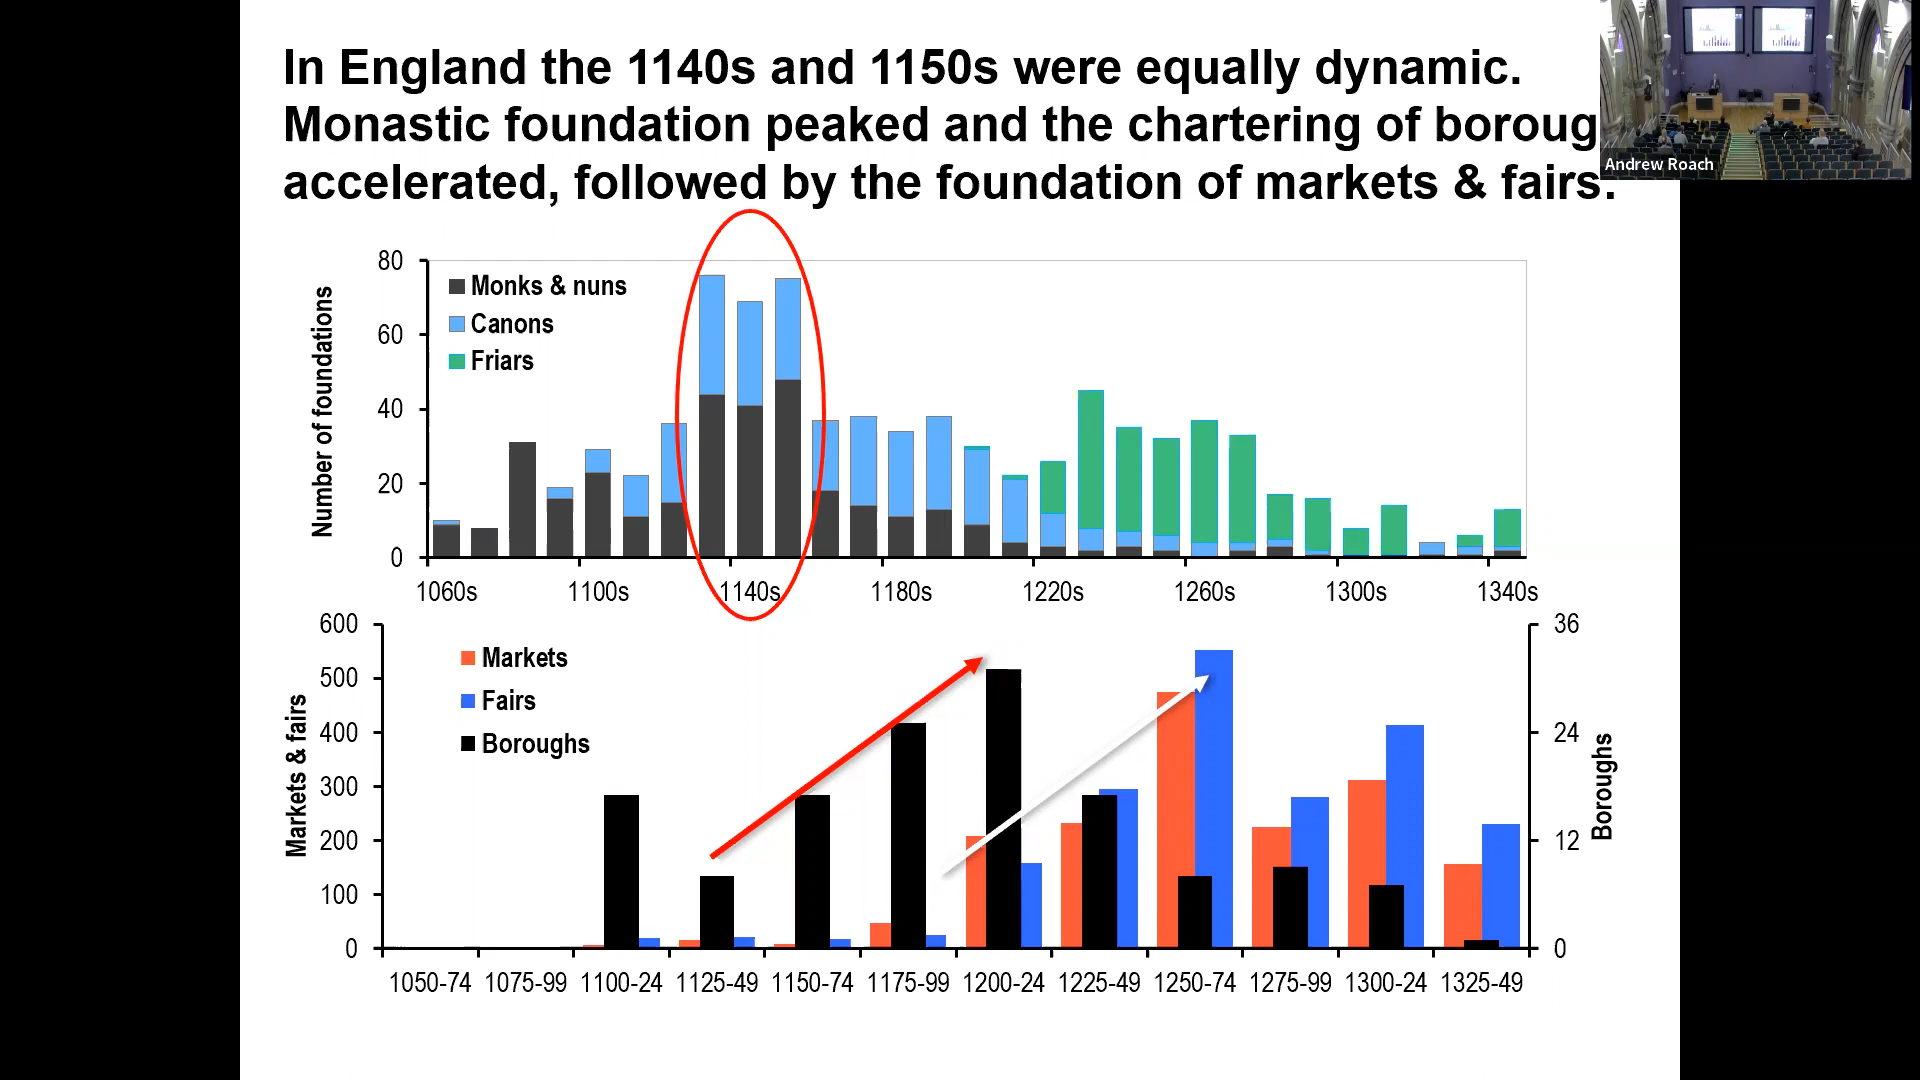 In England the 1140s and 1150s were equally dynamic.
Monastic foundation peaked and the chartering of boroug
accelerated, followed by the foundation of markets & fairs.
Andrew Roach
Number of foundations
80
60
40
20
0
Monks & nuns
Canons
Friars
1060s 1100s 1140s 1180s 1220s 1260s 1300s 1340s
Markets & fairs
600
500
400
300
200
100
0
Markets
Fairs
Boroughs
36
24
12
0
Boroughs
1050-74 1075-99 1100-24 1125-49 1150-74 1175-99 1200-24 1225-49 1250-74 1275-99 1300-24 1325-49